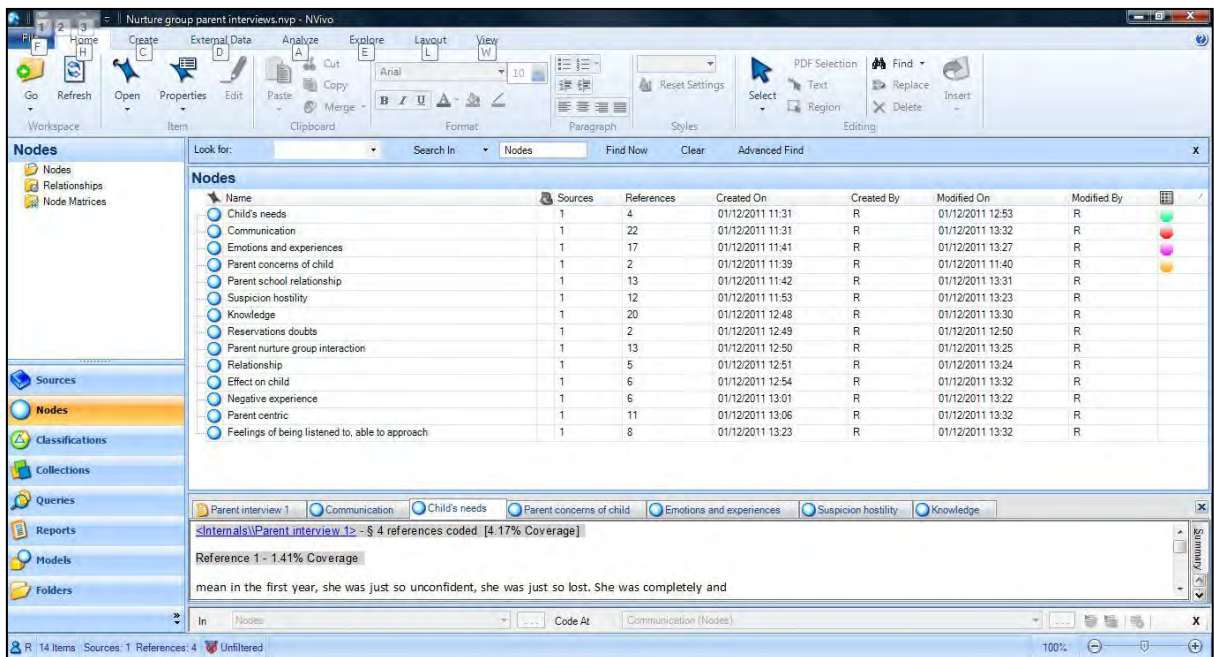 Nurture group parent interviews.nvp - NVivo
1 2 3
File Home Create External Data Analyze Explore Layout View
F H C D A E L W
Go Refresh Open Properties Edit Paste Cut Copy Merge
Arial 10
B I U A
Reset Settings
Select PDF Selection Text Region Find Replace Delete Insert
Workspace Item Clipboard Format Paragraph Styles Editing
Nodes
Nodes
Relationships
Node Matrices
Look for: Search In Nodes Find Now Clear Advanced Find x
Nodes
Name Sources References Created On Created By Modified On Modified By
Child's needs 1 4 01/12/2011 11:31 R 01/12/2011 12:53 R
Communication 1 22 01/12/2011 11:31 R 01/12/2011 13:32 R
Emotions and experiences 1 17 01/12/2011 11:41 R 01/12/2011 13:27 R
Parent concerns of child 1 2 01/12/2011 11:39 R 01/12/2011 11:40 R
Parent school relationship 1 13 01/12/2011 11:42 R 01/12/2011 13:31 R
Suspicion hostility 1 12 01/12/2011 11:53 R 01/12/2011 13:23 R
Knowledge 1 20 01/12/2011 12:48 R 01/12/2011 13:30 R
Reservations doubts 1 2 01/12/2011 12:49 R 01/12/2011 12:50 R
Parent nurture group interaction 1 13 01/12/2011 12:50 R 01/12/2011 13:25 R
Relationship 1 5 01/12/2011 12:51 R 01/12/2011 13:24 R
Effect on child 1 6 01/12/2011 12:54 R 01/12/2011 13:32 R
Negative experience 1 6 01/12/2011 13:01 R 01/12/2011 13:22 R
Parent centric 1 11 01/12/2011 13:06 R 01/12/2011 13:32 R
Feelings of being listened to, able to approach 1 8 01/12/2011 13:23 R 01/12/2011 13:32 R
Sources
Nodes
Classifications
Collections
Queries
Reports
Models
Folders
Parent interview 1 Communication Child's needs Parent concerns of child Emotions and experiences Suspicion hostility Knowledge
<Internals\\Parent interview 1> - § 4 references coded [4.17% Coverage]
Reference 1 - 1.41% Coverage
mean in the first year, she was just so unconfident, she was just so lost. She was completely and
Summary
In Nodes ... Code At Communication (Nodes) ... x
R 14 Items Sources: 1 References: 4 Unfiltered 100%